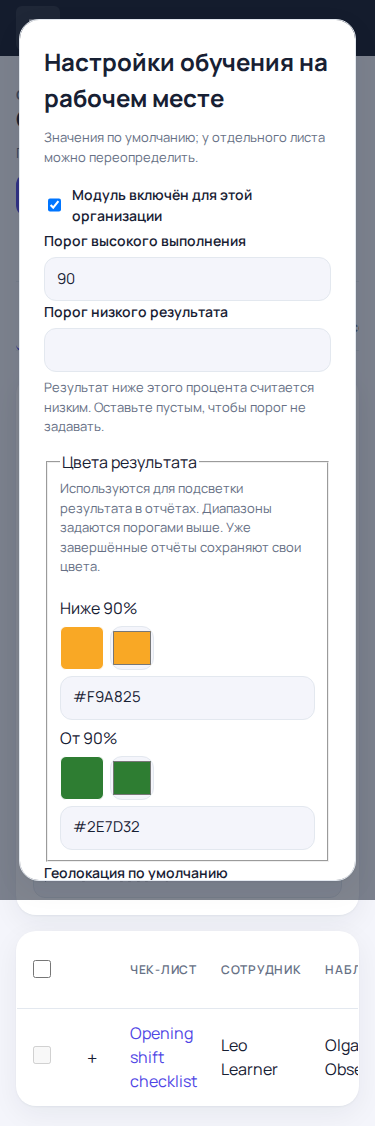 Настройки обучения на
рабочем месте
Значения по умолчанию; у отдельного листа
можно переопределить.
Модуль включён для этой
организации
Порог высокого выполнения
90
Порог низкого результата
Результат ниже этого процента считается
низким. Оставьте пустым, чтобы порог не
задавать.
Цвета результата
Используются для подсветки
результата в отчётах. Диапазоны
задаются порогами выше. Уже
завершённые отчёты сохраняют свои
цвета.
Ниже 90%
#F9A825
От 90%
#2E7D32
Геолокация по умолчанию
ЧЕК-ЛИСТ СОТРУДНИК НАБЛ
+ Opening shift checklist
Leo Learner
Olga
Obse